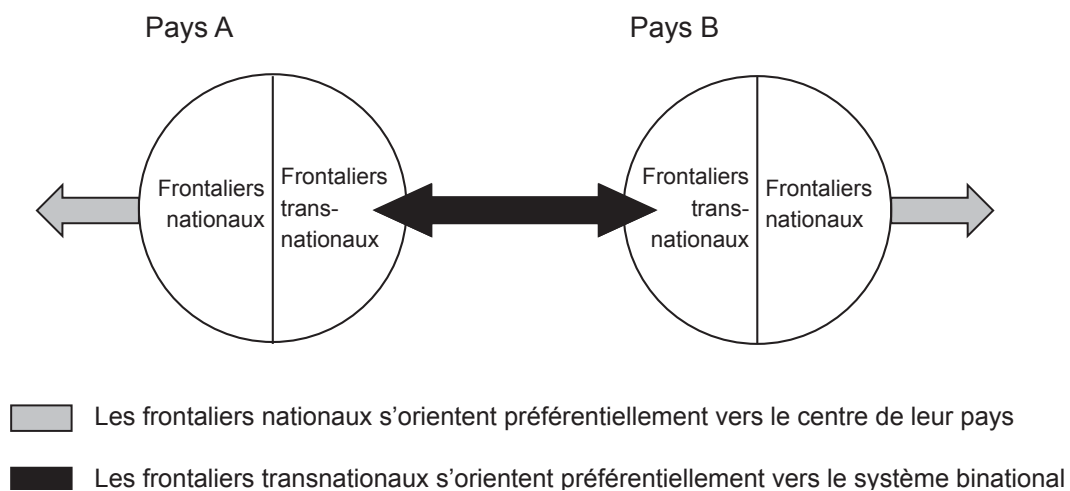 Pays A
Pays B
Frontaliers
nationaux
Frontaliers
trans-
nationaux
Frontaliers
trans-
nationaux
Frontaliers
nationaux
Les frontaliers nationaux s’orientent préférentiellement vers le centre de leur pays
Les frontaliers transnationaux s’orientent préférentiellement vers le système binational